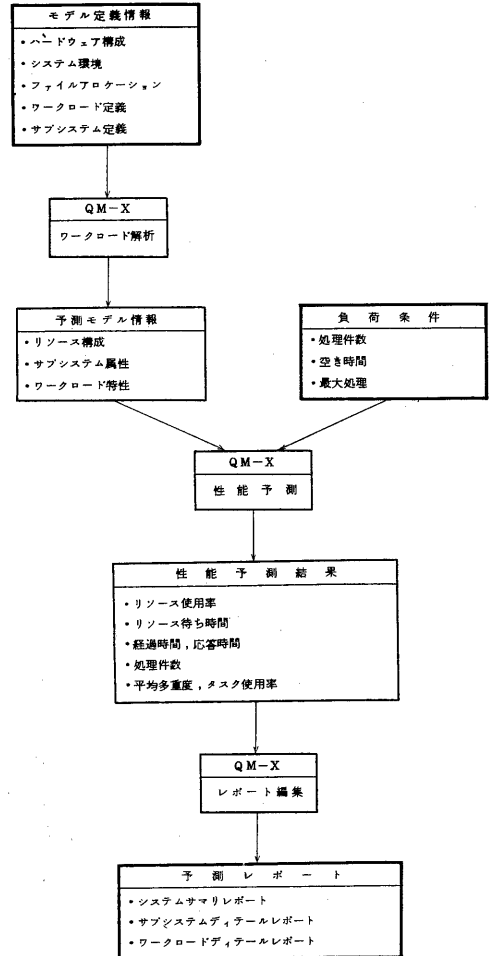 モデル定義情報
・ハードウェア構成
・システム環境
・ファイルアロケーション
・ワークロード定義
・サブシステム定義
QM－X
ワークロード解析
予測モデル情報
・リソース構成
・サブシステム属性
・ワークロード特性
負荷条件
・処理件数
・空き時間
・最大処理
QM－X
性能予測
性能予測結果
・リソース使用率
・リソース待ち時間
・経過時間，応答時間
・処理件数
・平均多重度，タスク使用率
QM－X
レポート編集
予測レポート
・システムサマリレポート
・サブシステムディテールレポート
・ワークロードディテールレポート